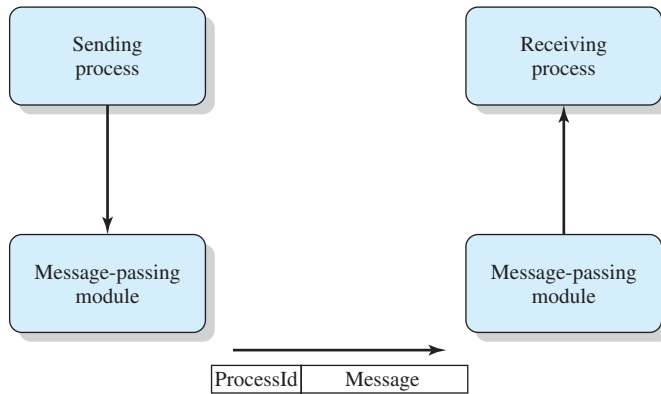 Sending
process
Receiving
process
Message-passing
module
Message-passing
module
ProcessId Message